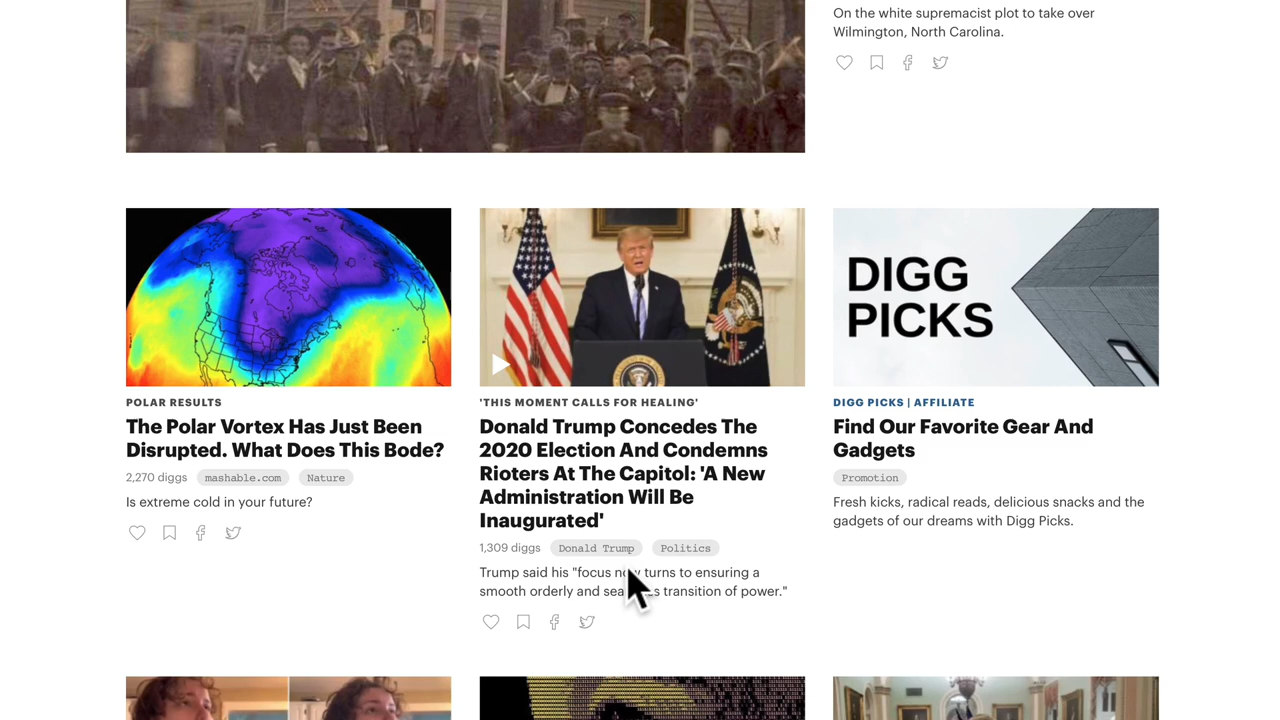 On the white supremacist plot to take over
Wilmington, North Carolina.
POLAR RESULTS
The Polar Vortex Has Just Been
Disrupted. What Does This Bode?
2,270 diggs mashable.com Nature
Is extreme cold in your future?
'THIS MOMENT CALLS FOR HEALING'
Donald Trump Concedes The
2020 Election And Condemns
Rioters At The Capitol: 'A New
Administration Will Be
Inaugurated'
1,309 diggs Donald Trump Politics
Trump said his "focus now turns to ensuring a
smooth orderly and transition of power."
DIGG
PICKS
DIGG PICKS | AFFILIATE
Find Our Favorite Gear And
Gadgets
Promotion
Fresh kicks, radical reads, delicious snacks and the
gadgets of our dreams with Digg Picks.